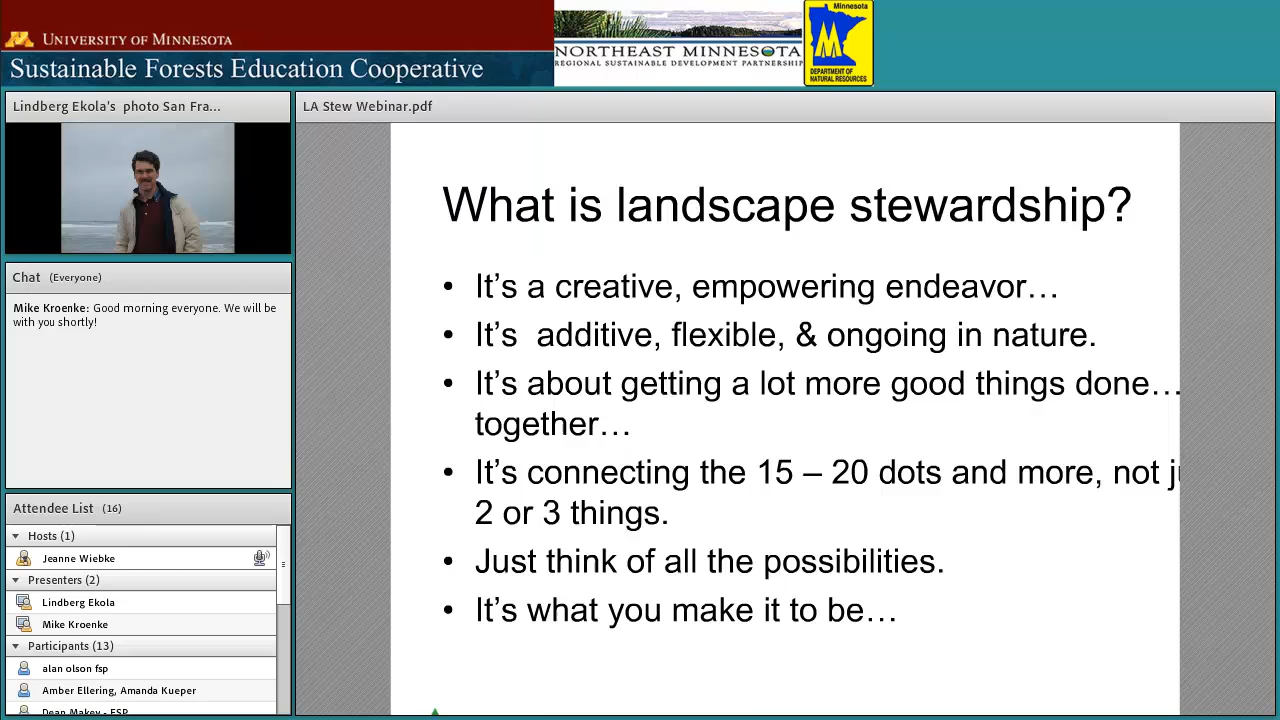 UNIVERSITY OF MINNESOTA
Sustainable Forests Education Cooperative
NORTHEAST MINNESOTA
REGIONAL SUSTAINABLE DEVELOPMENT PARTNERSHIP
Minnesota
M
DEPARTMENT OF
NATURAL RESOURCES
Lindberg Ekola's photo San Fra...
Chat (Everyone)
Mike Kroenke: Good morning everyone. We will be
with you shortly!
Attendee List (16)
Hosts (1)
Jeanne Wiebke
Presenters (2)
Lindberg Ekola
Mike Kroenke
Participants (13)
alan olson fsp
Amber Ellering, Amanda Kueper
Dean Makey - FSP
LA Stew Webinar.pdf
What is landscape stewardship?
• It’s a creative, empowering endeavor…
• It’s  additive, flexible, & ongoing in nature.
• It’s about getting a lot more good things done…
together…
• It’s connecting the 15 – 20 dots and more, not
2 or 3 things.
• Just think of all the possibilities.
• It’s what you make it to be…